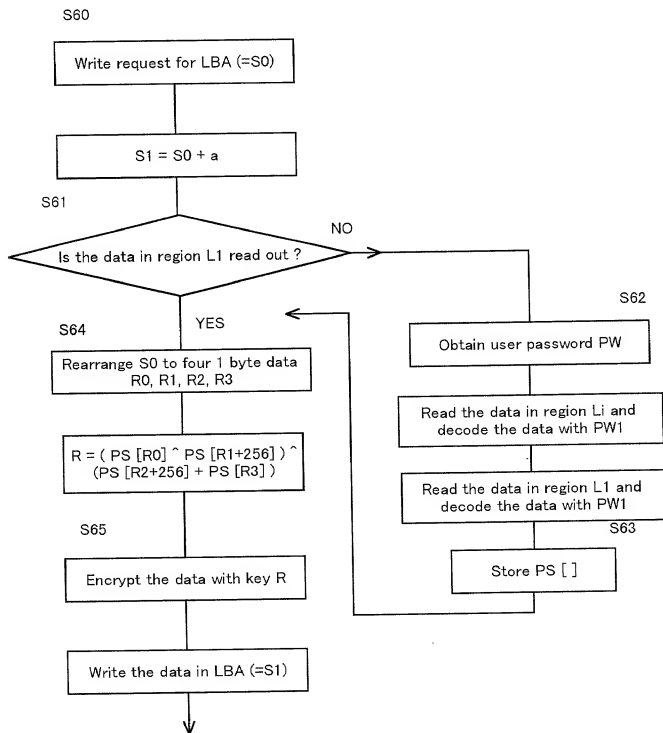 S60
Write request for LBA (=S0)
S1 = S0 + a
S61
Is the data in region L1 read out ?
NO
YES
S62
Obtain user password PW
Read the data in region Li and
decode the data with PW1
Read the data in region L1 and
decode the data with PW1
S63
Store PS [ ]
S64
Rearrange S0 to four 1 byte data
R0, R1, R2, R3
R = ( PS [R0] ^ PS [R1+256] ) ^
(PS [R2+256] + PS [R3] )
S65
Encrypt the data with key R
Write the data in LBA (=S1)